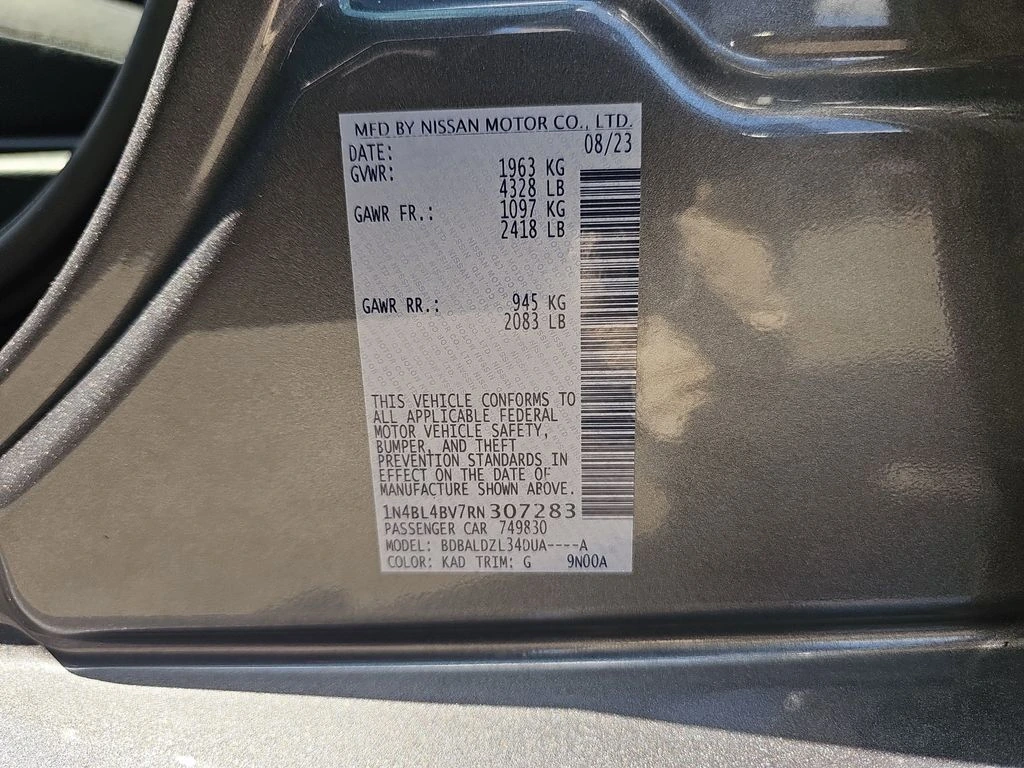 MFD BY NISSAN MOTOR CO., LTD.
DATE: 08/23
GVWR: 1963 KG
4328 LB
GAWR FR.: 1097 KG
2418 LB
GAWR RR.: 945 KG
2083 LB
THIS VEHICLE CONFORMS TO
ALL APPLICABLE FEDERAL
MOTOR VEHICLE SAFETY,
BUMPER, AND THEFT
PREVENTION STANDARDS IN
EFFECT ON THE DATE OF
MANUFACTURE SHOWN ABOVE.
1N4BL4BV7RN307283
PASSENGER CAR 749830
MODEL: BDBALDZL34DUA----A
COLOR: KAD TRIM: G 9N00A